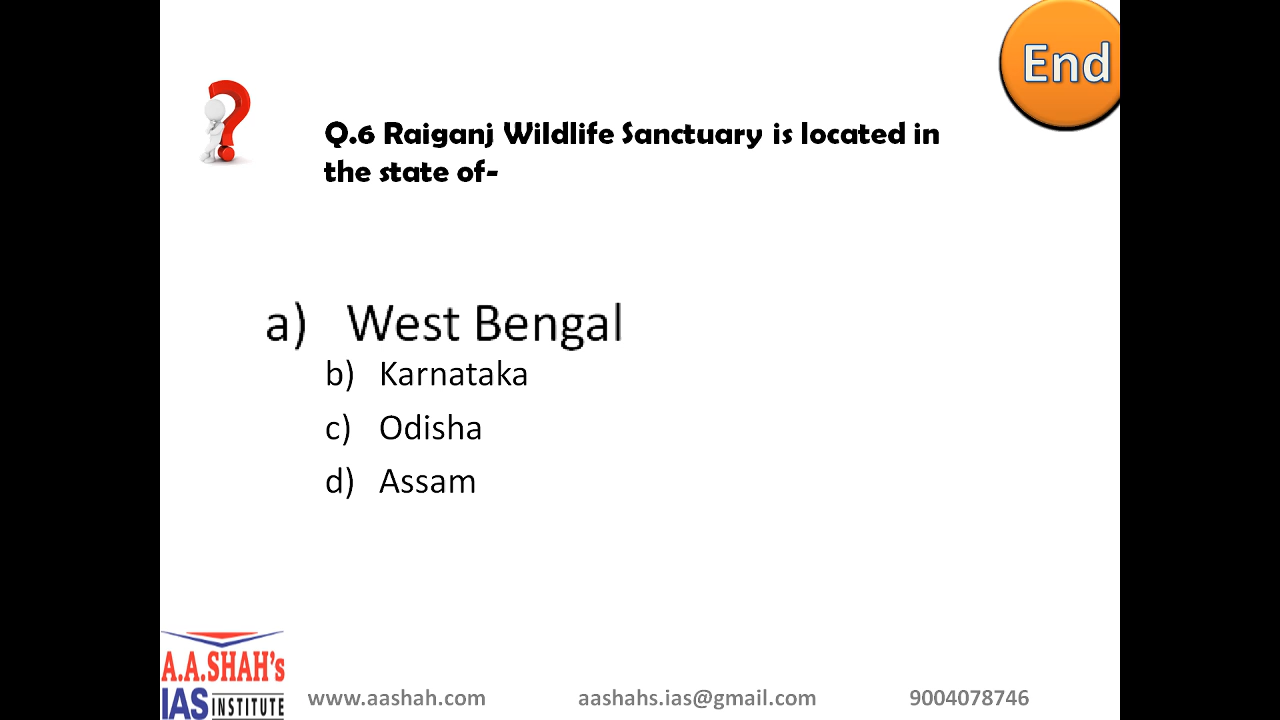 End
Q.6 Raiganj Wildlife Sanctuary is located in
the state of-
a) West Bengal
b) Karnataka
c) Odisha
d) Assam
A.A.SHAH's
IAS INSTITUTE
www.aashah.com aashahs.ias@gmail.com 9004078746